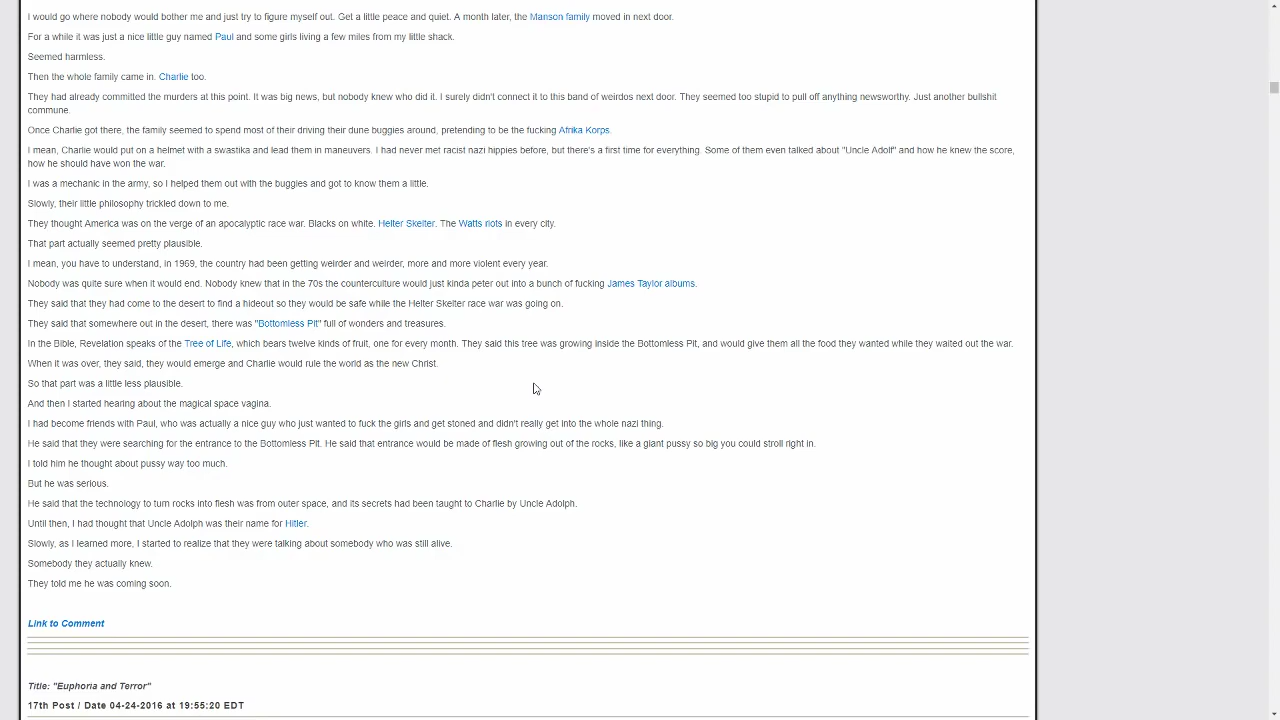 I would go where nobody would bother me and just try to figure myself out. Get a little peace and quiet. A month later, the Manson family moved in next door.
For a while it was just a nice little guy named Paul and some girls living a few miles from my little shack.
Seemed harmless.
Then the whole family came in. Charlie too.
They had already committed the murders at this point. It was big news, but nobody knew who did it. I surely didn't connect it to this band of weirdos next door. They seemed too stupid to pull off anything newsworthy. Just another bullshit
commune.
Once Charlie got there, the family seemed to spend most of their driving their dune buggies around, pretending to be the fucking Afrika Korps.
I mean, Charlie would put on a helmet with a swastika and lead them in maneuvers. I had never met racist nazi hippies before, but there's a first time for everything. Some of them even talked about "Uncle Adolf" and how he knew the score,
how he should have won the war.
I was a mechanic in the army, so I helped them out with the buggies and got to know them a little.
Slowly, their little philosophy trickled down to me.
They thought America was on the verge of an apocalyptic race war. Blacks on white. Helter Skelter. The Watts riots in every city.
That part actually seemed pretty plausible.
I mean, you have to understand, in 1969, the country had been getting weirder and weirder, more and more violent every year.
Nobody was quite sure when it would end. Nobody knew that in the 70s the counterculture would just kinda peter out into a bunch of fucking James Taylor albums.
They said that they had come to the desert to find a hideout so they would be safe while the Helter Skelter race war was going on.
They said that somewhere out in the desert, there was "Bottomless Pit" full of wonders and treasures.
In the Bible, Revelation speaks of the Tree of Life, which bears twelve kinds of fruit, one for every month. They said this tree was growing inside the Bottomless Pit, and would give them all the food they wanted while they waited out the war.
When it was over, they said, they would emerge and Charlie would rule the world as the new Christ.
So that part was a little less plausible.
And then I started hearing about the magical space vagina.
I had become friends with Paul, who was actually a nice guy who just wanted to fuck the girls and get stoned and didn't really get into the whole nazi thing.
He said that they were searching for the entrance to the Bottomless Pit. He said that entrance would be made of flesh growing out of the rocks, like a giant pussy so big you could stroll right in.
I told him he thought about pussy way too much.
But he was serious.
He said that the technology to turn rocks into flesh was from outer space, and its secrets had been taught to Charlie by Uncle Adolph.
Until then, I had thought that Uncle Adolph was their name for Hitler.
Slowly, as I learned more, I started to realize that they were talking about somebody who was still alive.
Somebody they actually knew.
They told me he was coming soon.
Link to Comment
Title: "Euphoria and Terror"
17th Post / Date 04-24-2016 at 19:55:20 EDT